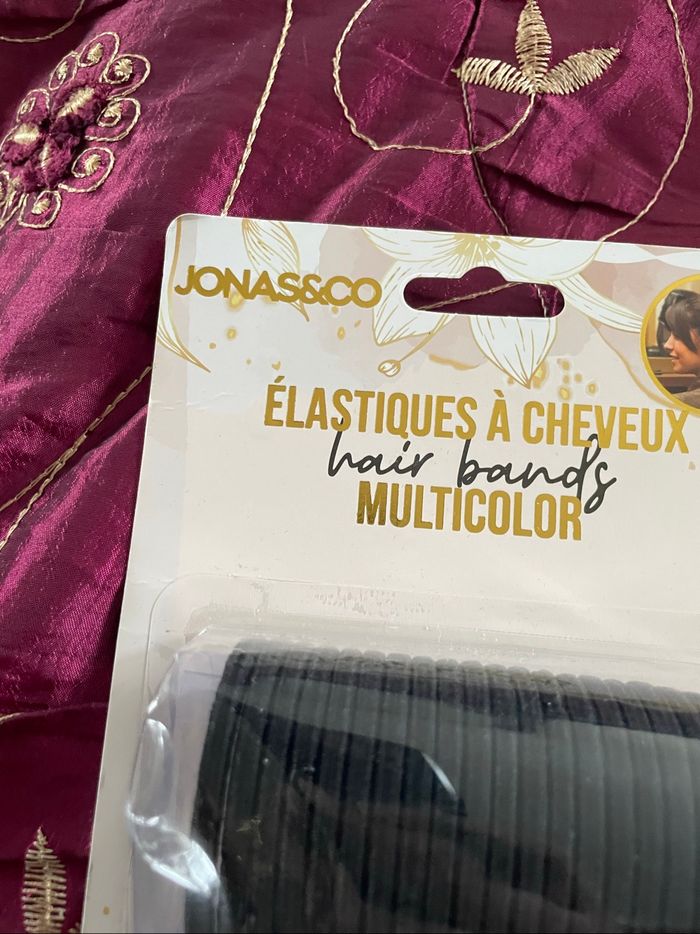 JONAS&CO
ÉLASTIQUES À CHEVEUX
hair bands
MULTICOLOR